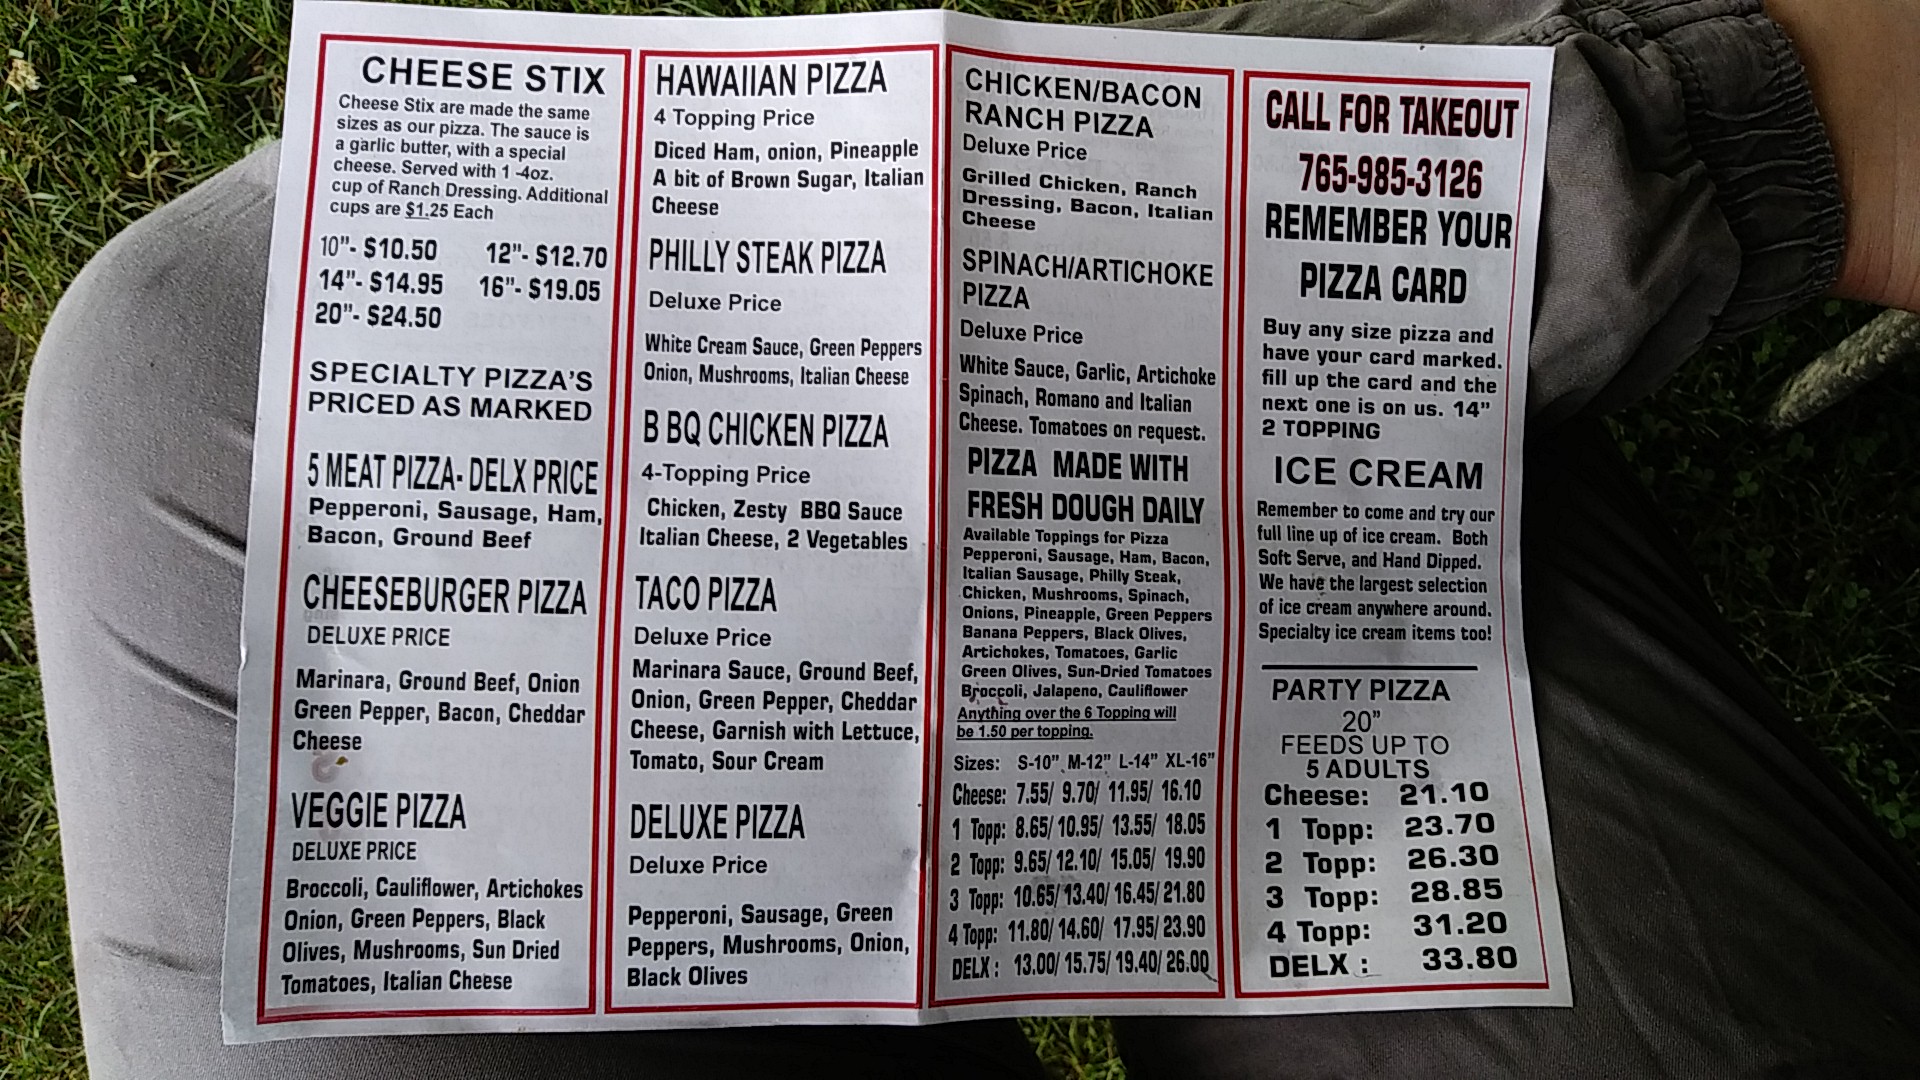 CHEESE STIX
Cheese Stix are made the same
sizes as our pizza. The sauce is
a garlic butter, with a special
cheese. Served with 1 -4oz.
cup of Ranch Dressing. Additional
cups are $1.25 Each
10"- $10.50 12"- $12.70
14"- $14.95 16"- $19.05
20"- $24.50
SPECIALTY PIZZA'S
PRICED AS MARKED
5 MEAT PIZZA- DELX PRICE
Pepperoni, Sausage, Ham,
Bacon, Ground Beef
CHEESEBURGER PIZZA
DELUXE PRICE
Marinara, Ground Beef, Onion
Green Pepper, Bacon, Cheddar
Cheese
VEGGIE PIZZA
DELUXE PRICE
Broccoli, Cauliflower, Artichokes
Onion, Green Peppers, Black
Olives, Mushrooms, Sun Dried
Tomatoes, Italian Cheese
HAWAIIAN PIZZA
4 Topping Price
Diced Ham, onion, Pineapple
A bit of Brown Sugar, Italian
Cheese
PHILLY STEAK PIZZA
Deluxe Price
White Cream Sauce, Green Peppers
Onion, Mushrooms, Italian Cheese
B BQ CHICKEN PIZZA
4-Topping Price
Chicken, Zesty BBQ Sauce
Italian Cheese, 2 Vegetables
TACO PIZZA
Deluxe Price
Marinara Sauce, Ground Beef,
Onion, Green Pepper, Cheddar
Cheese, Garnish with Lettuce,
Tomato, Sour Cream
DELUXE PIZZA
Deluxe Price
Pepperoni, Sausage, Green
Peppers, Mushrooms, Onion,
Black Olives
CHICKEN/BACON
RANCH PIZZA
Deluxe Price
Grilled Chicken, Ranch
Dressing, Bacon, Italian
Cheese
SPINACH/ARTICHOKE
PIZZA
Deluxe Price
White Sauce, Garlic, Artichoke
Spinach, Romano and Italian
Cheese. Tomatoes on request.
PIZZA MADE WITH
FRESH DOUGH DAILY
Available Toppings for Pizza
Pepperoni, Sausage, Ham, Bacon,
Italian Sausage, Philly Steak,
Chicken, Mushrooms, Spinach,
Onions, Pineapple, Green Peppers
Banana Peppers, Black Olives,
Artichokes, Tomatoes, Garlic
Green Olives, Sun-Dried Tomatoes
Broccoli, Jalapeno, Cauliflower
Anything over the 6 Topping will
be 1.50 per topping.
Sizes: S-10" M-12" L-14" XL-16"
Cheese: 7.55/ 9.70/ 11.95/ 16.10
1 Topp: 8.65/ 10.95/ 13.55/ 18.05
2 Topp: 9.65/ 12.10/ 15.05/ 19.90
3 Topp: 10.65/ 13.40/ 16.45/ 21.80
4 Topp: 11.80/ 14.60/ 17.95/ 23.90
DELX : 13.00/ 15.75/ 19.40/ 26.00
CALL FOR TAKEOUT
765-985-3126
REMEMBER YOUR
PIZZA CARD
Buy any size pizza and
have your card marked.
fill up the card and the
next one is on us. 14"
2 TOPPING
ICE CREAM
Remember to come and try our
full line up of ice cream. Both
Soft Serve, and Hand Dipped.
We have the largest selection
of ice cream anywhere around.
Specialty ice cream items too!
PARTY PIZZA
20"
FEEDS UP TO
5 ADULTS
Cheese: 21.10
1 Topp: 23.70
2 Topp: 26.30
3 Topp: 28.85
4 Topp: 31.20
DELX : 33.80